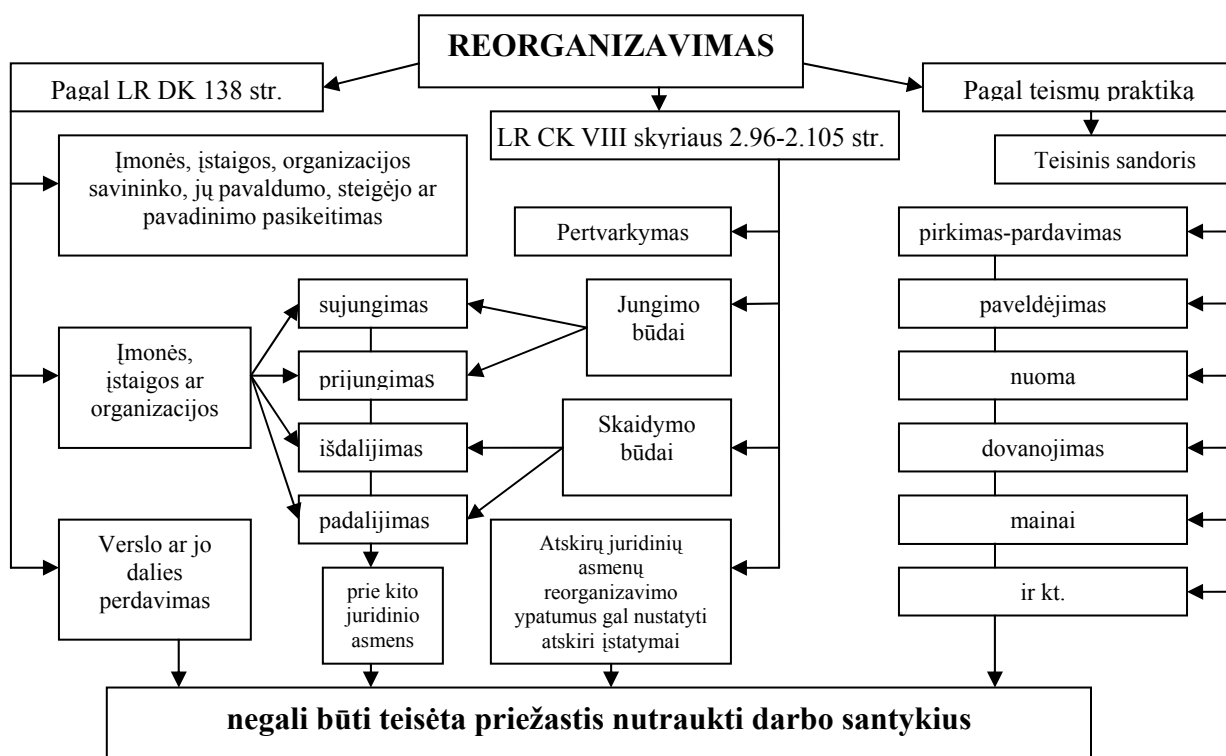 REORGANIZAVIMAS
Pagal LR DK 138 str.
Pagal teismų praktiką
LR CK VIII skyriaus 2.96-2.105 str.
Įmonės, įstaigos, organizacijos
savininko, jų pavaldumo, steigėjo ar
pavadinimo pasikeitimas
Teisinis sandoris
Pertvarkymas
pirkimas-pardavimas
sujungimas
Jungimo
būdai
paveldėjimas
Įmonės,
įstaigos ar
organizacijos
prijungimas
nuoma
išdalijimas
Skaidymo
būdai
dovanojimas
padalijimas
mainai
Verslo ar jo
dalies
perdavimas
prie kito
juridinio
asmens
Atskirų juridinių
asmenų
reorganizavimo
ypatumus gal nustatyti
atskiri įstatymai
ir kt.
negali būti teisėta priežastis nutraukti darbo santykius